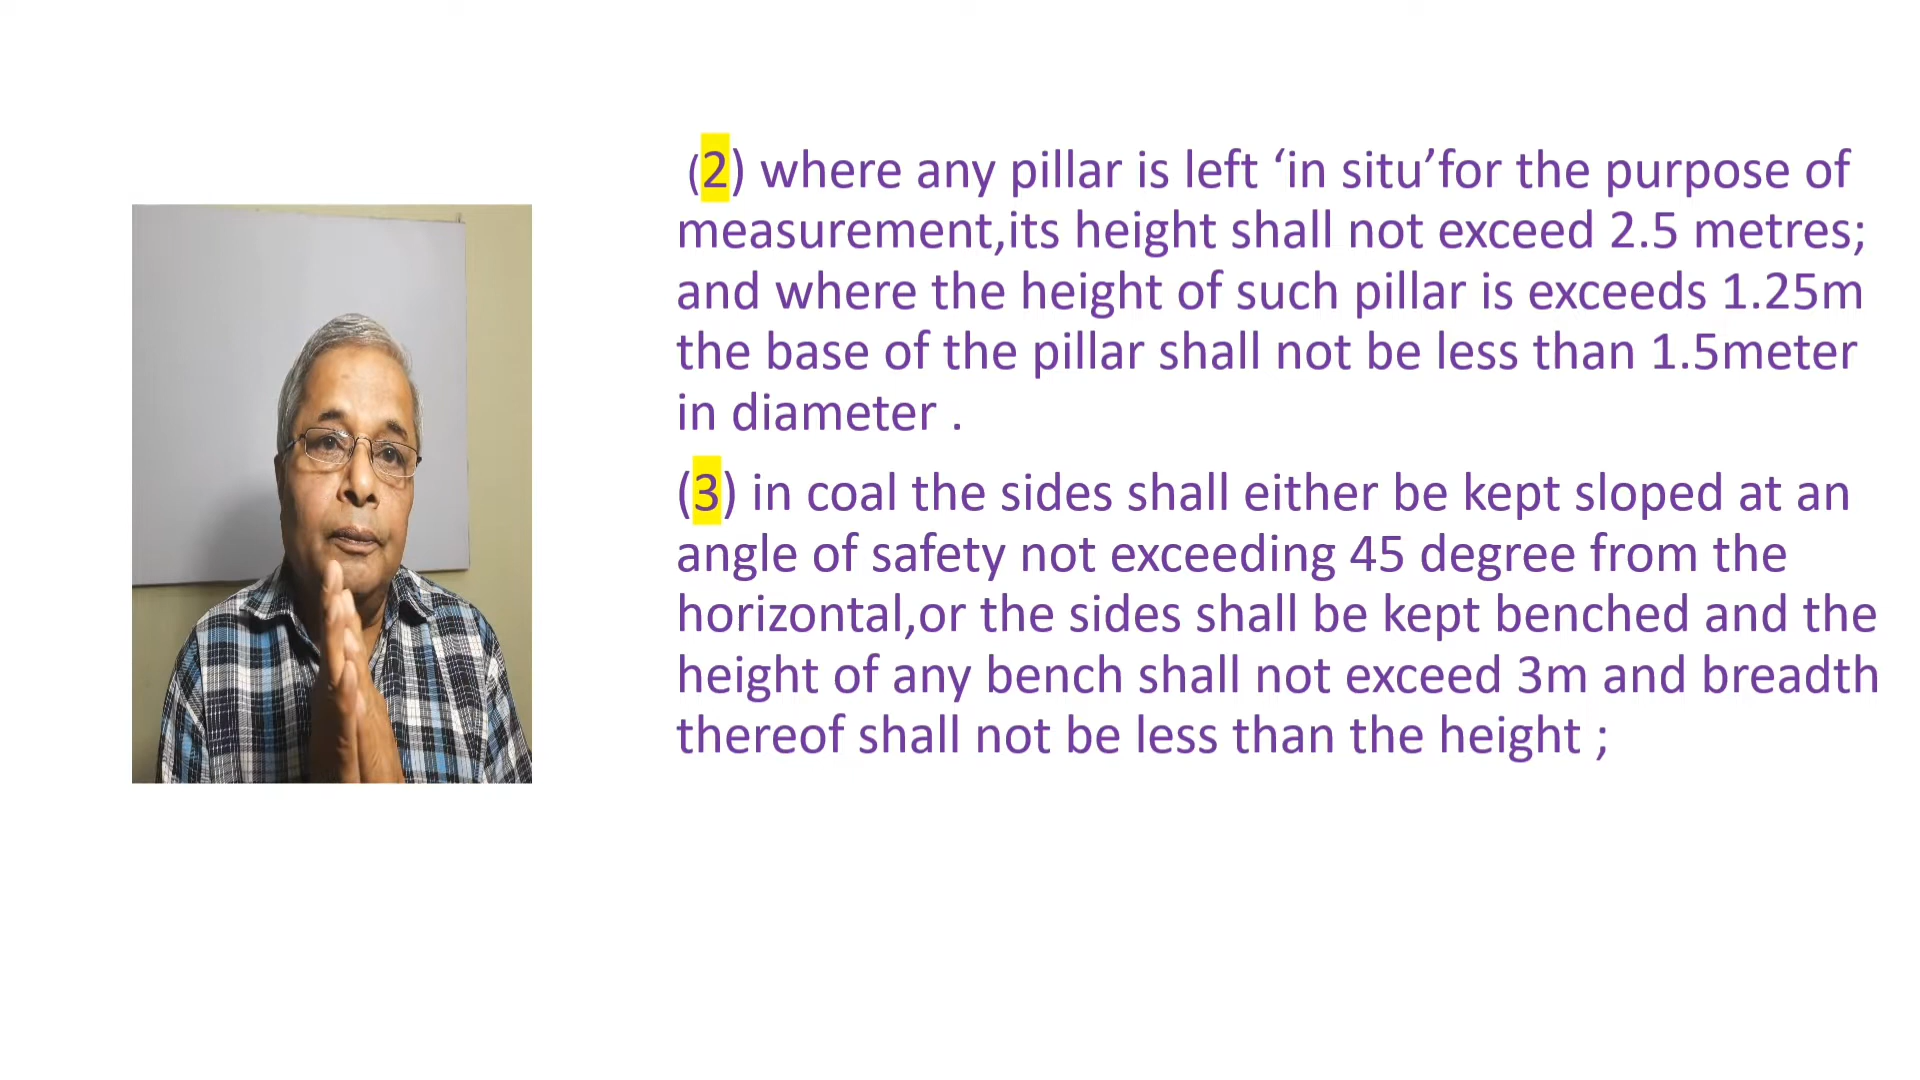 (2) where any pillar is left ‘in situ’for the purpose of
measurement,its height shall not exceed 2.5 metres;
and where the height of such pillar is exceeds 1.25m
the base of the pillar shall not be less than 1.5meter
in diameter .
(3) in coal the sides shall either be kept sloped at an
angle of safety not exceeding 45 degree from the
horizontal,or the sides shall be kept benched and the
height of any bench shall not exceed 3m and breadth
thereof shall not be less than the height ;